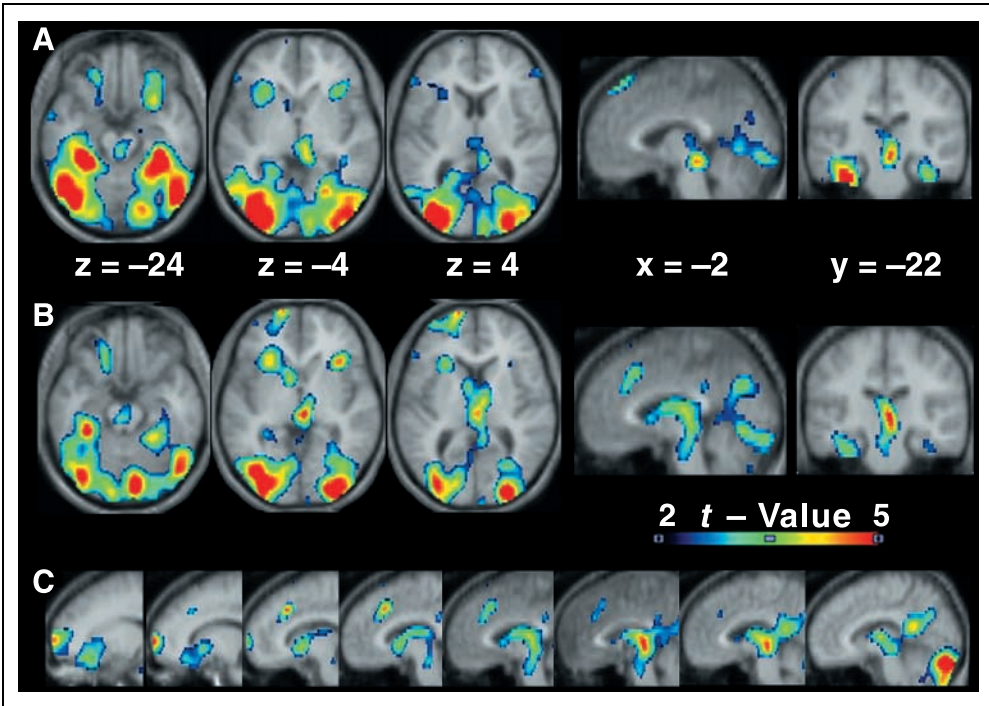 A
z = –24 z = –4 z = 4 x = –2 y = –22
B
2 t – Value 5
C